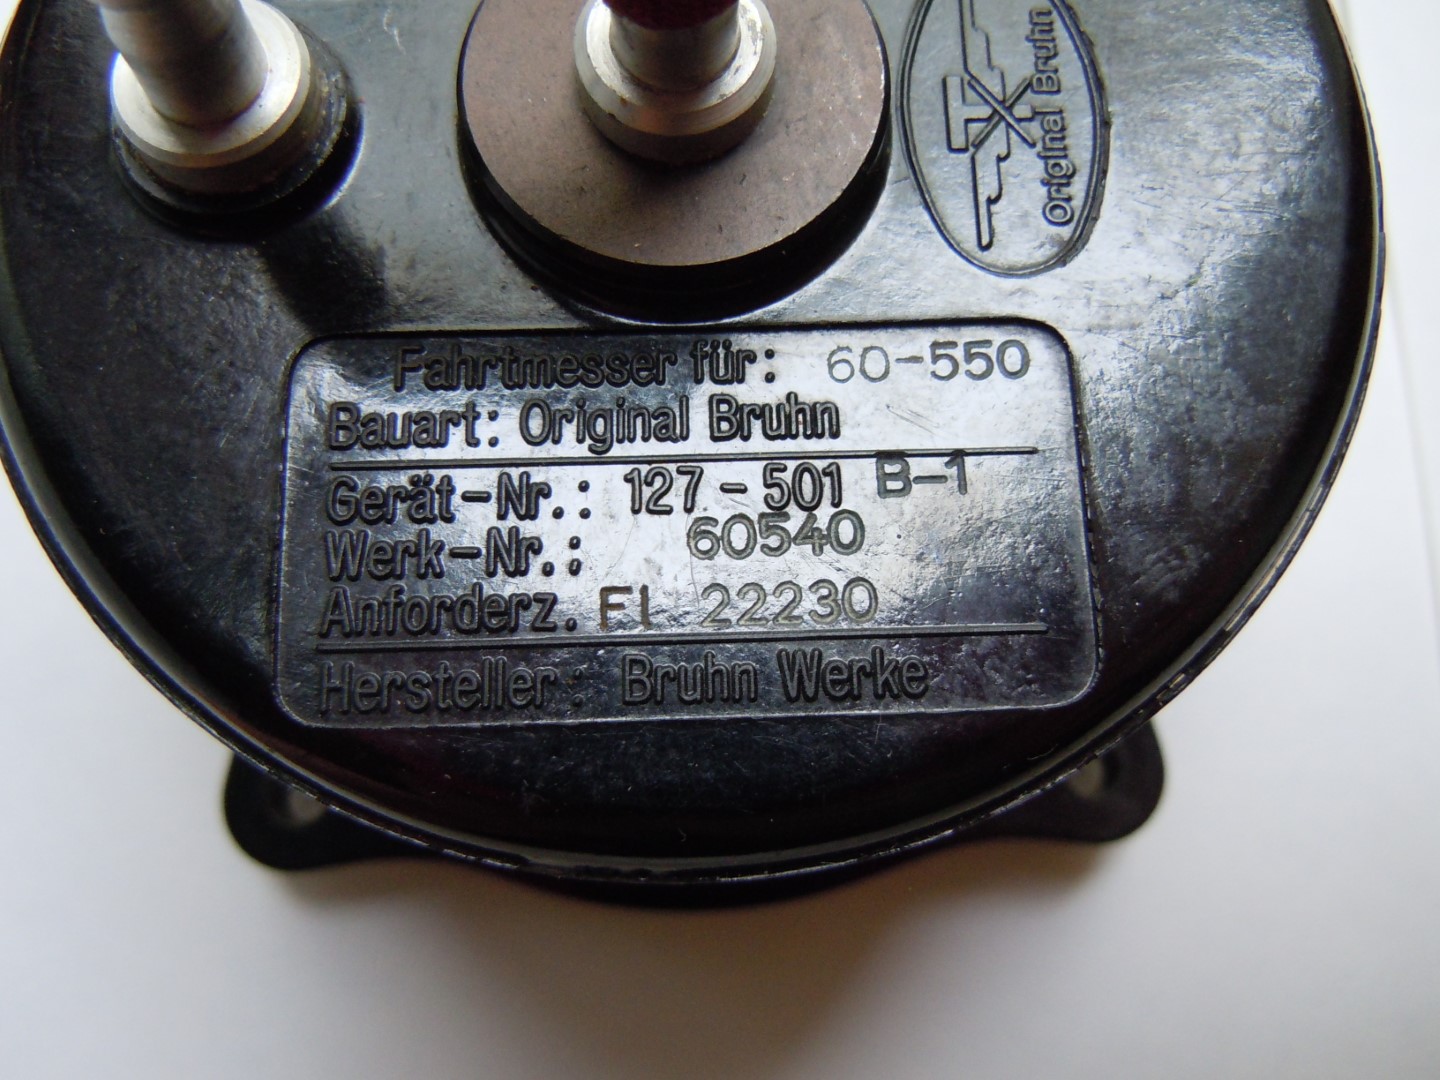 Original Bruhn
Fahrtmesser für: 60-550
Bauart: Original Bruhn
Gerät-Nr.: 127-501 B-1
Werk-Nr.: 60540
Anforderz. Fl 22230
Hersteller: Bruhn Werke